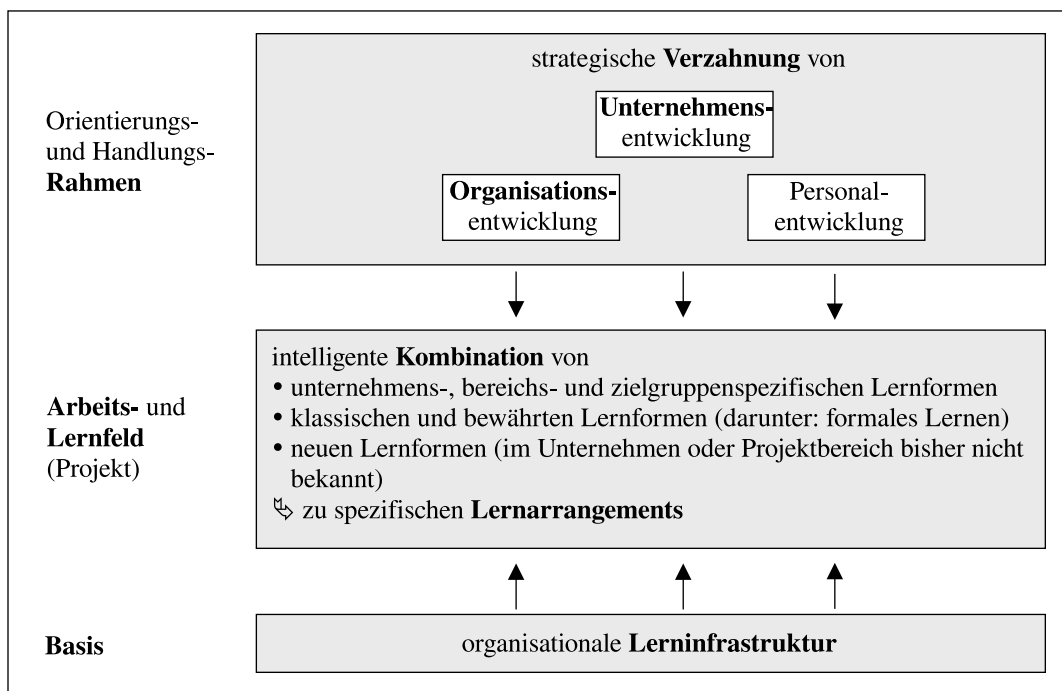 strategische Verzahnung von
Unternehmens-
entwicklung
Orientierungs-
und Handlungs-
Rahmen
Organisations-
entwicklung
Personal-
entwicklung
intelligente Kombination von
• unternehmens-, bereichs- und zielgruppenspezifischen Lernformen
• klassischen und bewährten Lernformen (darunter: formales Lernen)
• neuen Lernformen (im Unternehmen oder Projektbereich bisher nicht
bekannt)
zu spezifischen Lernarrangements
Arbeits- und
Lernfeld
(Projekt)
Basis
organisationale Lerninfrastruktur